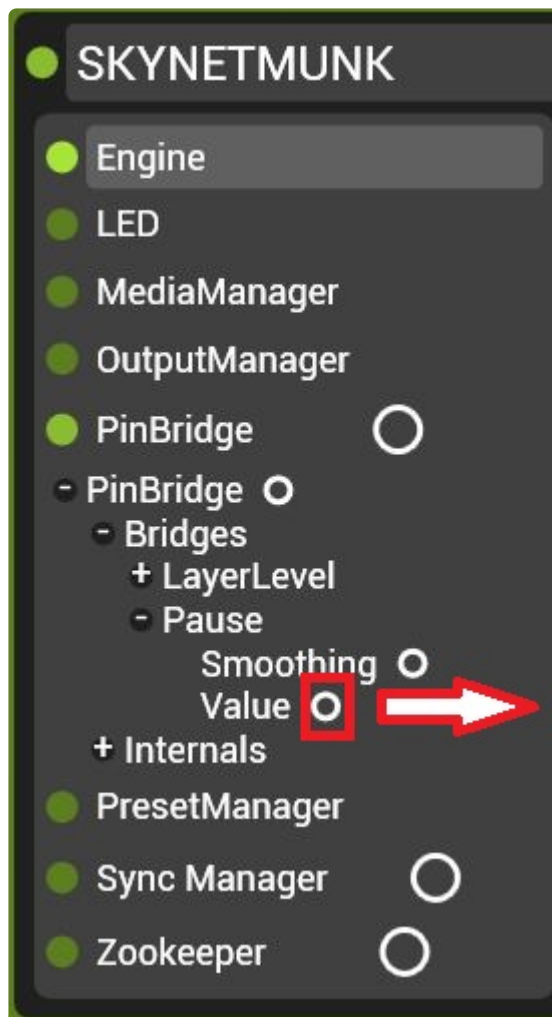 SKYNETMUNK
Engine
LED
MediaManager
OutputManager
PinBridge
- PinBridge
- Bridges
+ LayerLevel
- Pause
Smoothing
Value
+ Internals
PresetManager
Sync Manager
Zookeeper